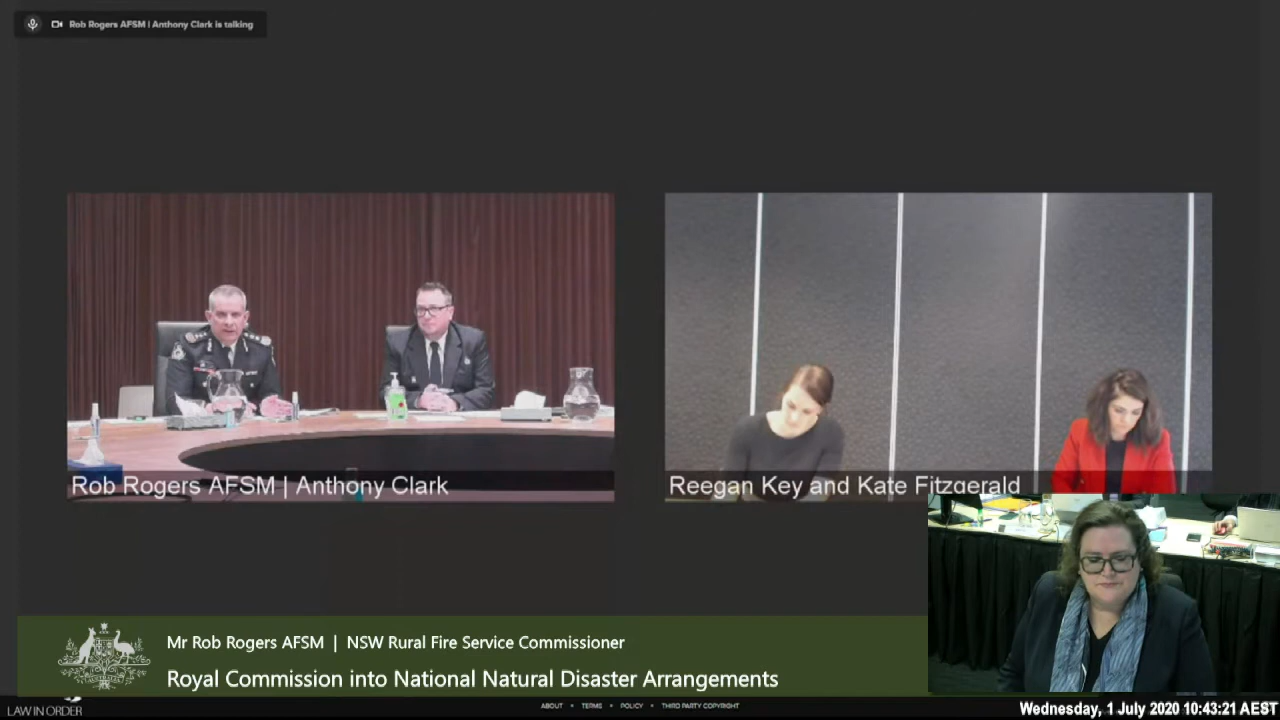 Rob Rogers AFSM | Anthony Clark is talking
Rob Rogers AFSM | Anthony Clark
Reegan Key and Kate Fitzgerald
Mr Rob Rogers AFSM | NSW Rural Fire Service Commissioner
Royal Commission into National Natural Disaster Arrangements
LAW IN ORDER
ABOUT • TERMS • POLICY • THIRD PARTY COPYRIGHT
Wednesday, 1 July 2020 10:43:21 AEST